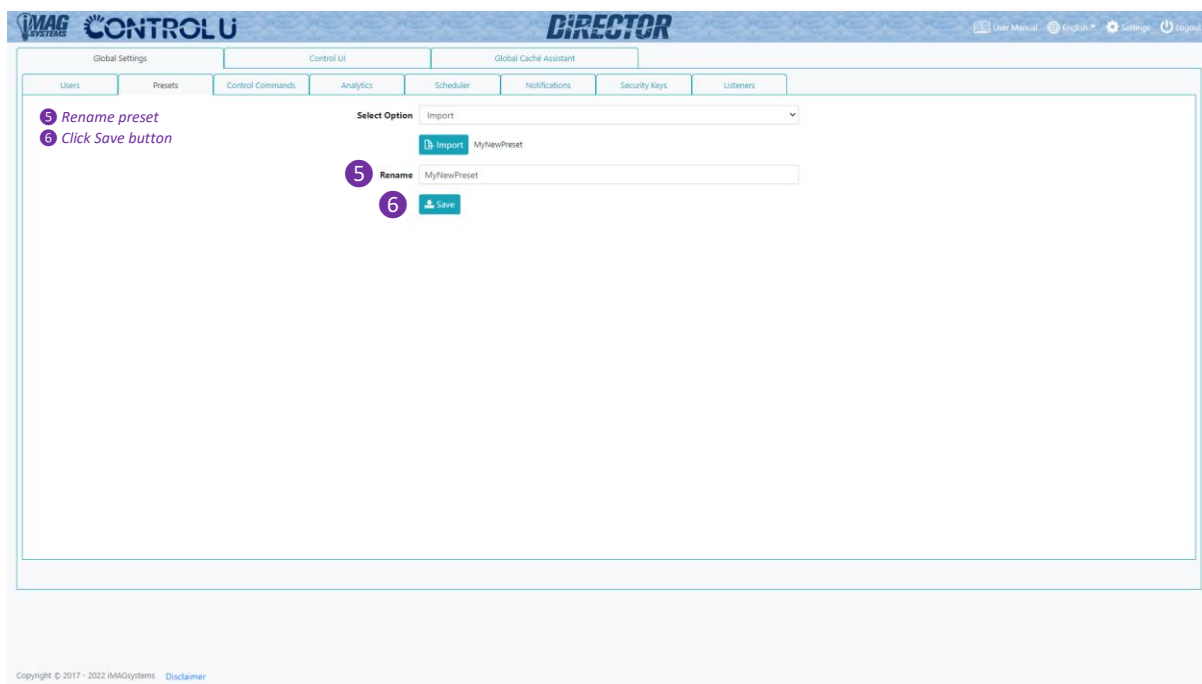 iMAG SYSTEMS CONTROL U DiRECTOR User Manual English Settings logout
Global Settings Control UI Global Caché Assistant
Users Presets Control Commands Analytics Scheduler Notifications Security Keys Listeners
5 Rename preset
6 Click Save button
Select Option Import
Import MyNewPreset
5 Rename MyNewPreset
6 Save
Copyright © 2017 - 2022 iMAGsystems Disclaimer